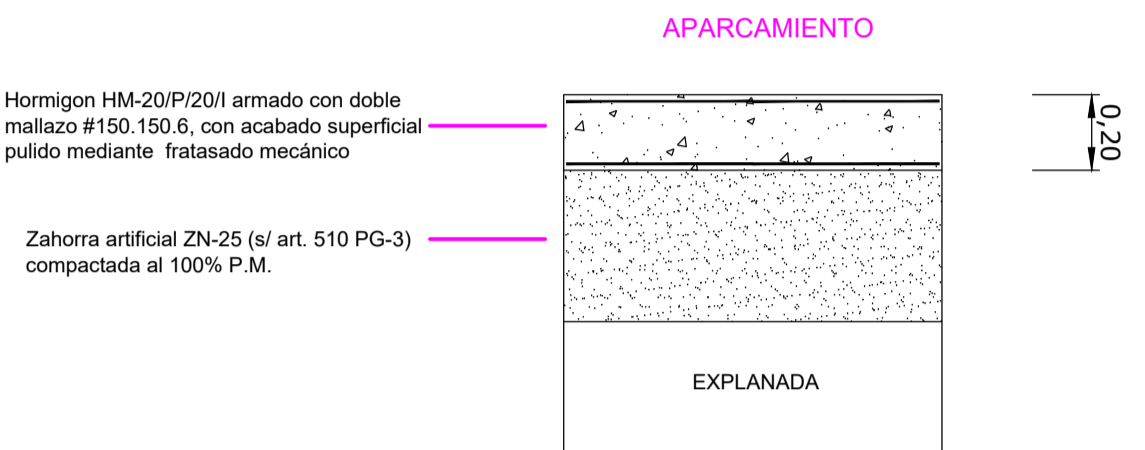 APARCAMIENTO
Hormigon HM-20/P/20/I armado con doble
mallazo #150.150.6, con acabado superficial
pulido mediante fratasado mecánico
0,20
Zahorra artificial ZN-25 (s/ art. 510 PG-3)
compactada al 100% P.M.
EXPLANADA